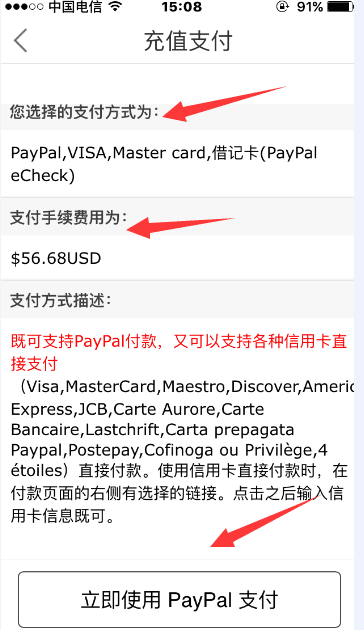 中国电信 15:08 91%
充值支付
您选择的支付方式为：
PayPal,VISA,Master card,借记卡(PayPal
eCheck)
支付手续费用为：
$56.68USD
支付方式描述：
既可支持PayPal付款，又可以支持各种信用卡直
接支付
（Visa,MasterCard,Maestro,Discover,Americ
Express,JCB,Carte Aurore,Carte
Bancaire,Lastchrift,Carta prepagata
Paypal,Postepay,Cofinoga ou Privilège,4
étoiles）直接付款。使用信用卡直接付款时，在
付款页面的右侧有选择的链接。点击之后输入信
用卡信息既可。
立即使用 PayPal 支付